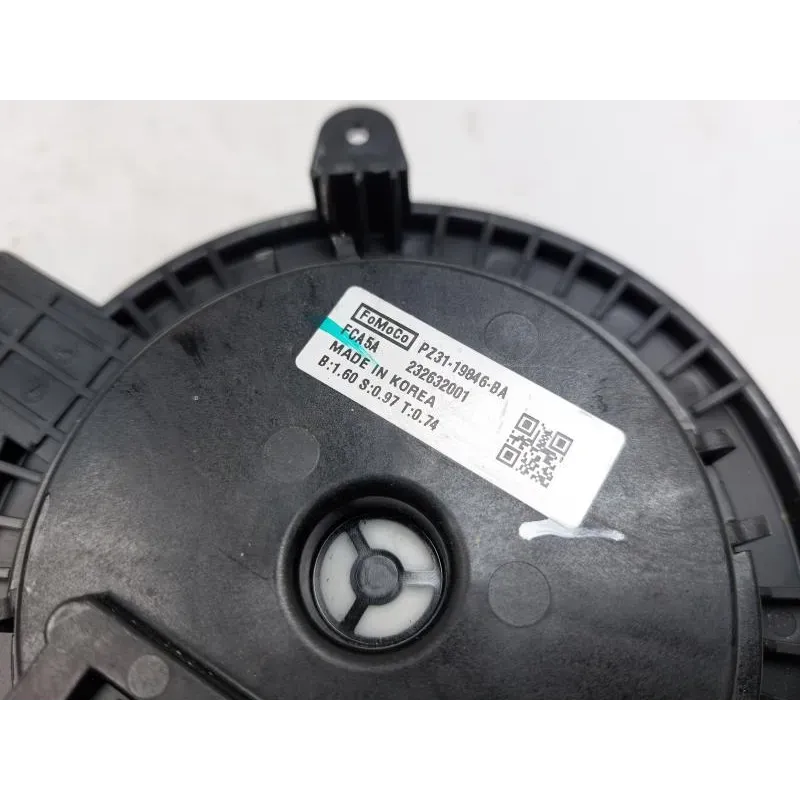 FoMoCo PZ31-19846-BA
FCA5A 232632001
MADE IN KOREA
B:1.60 S:0.97 T:0.74